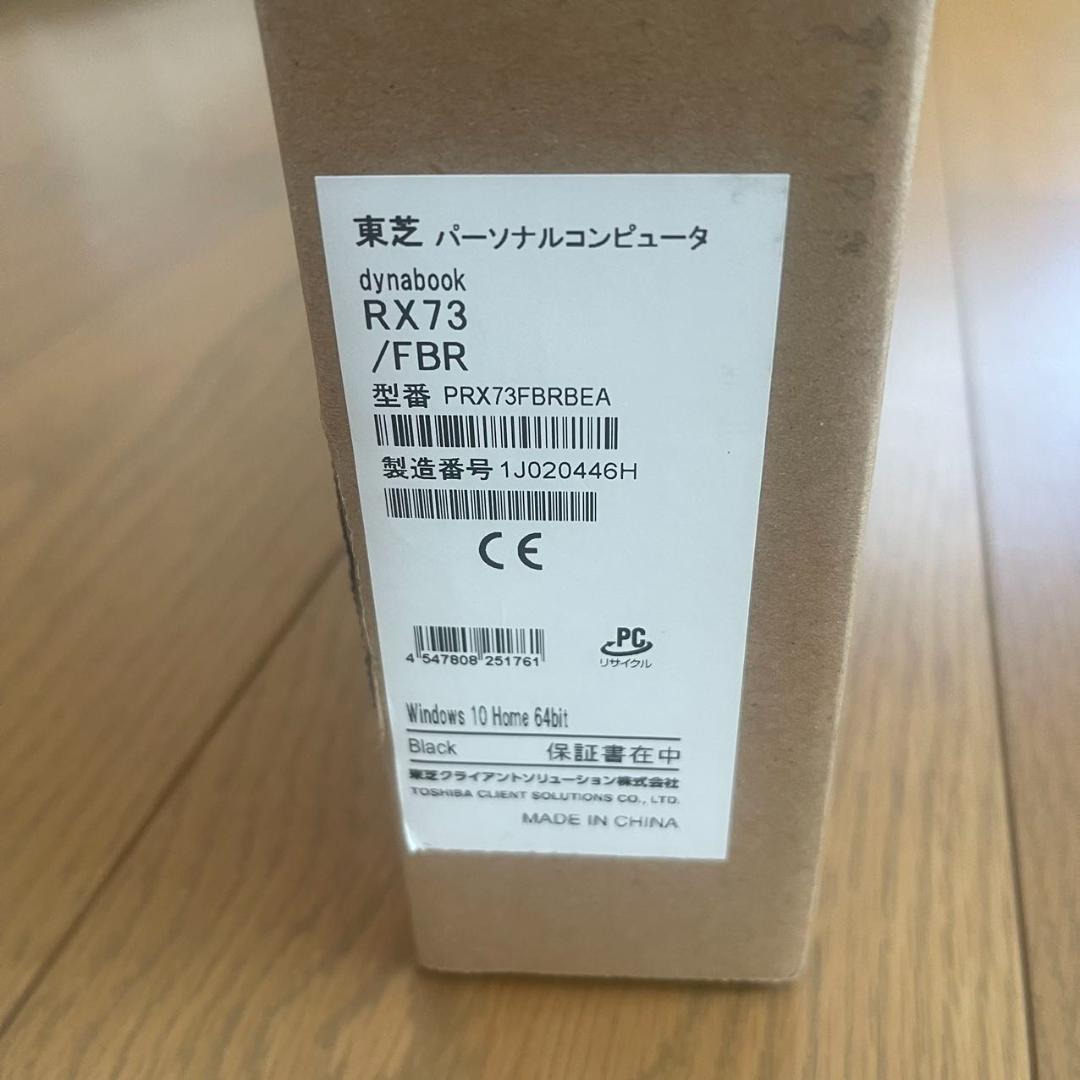 東芝 パーソナルコンピュータ
dynabook
RX73
/FBR
型番 PRX73FBRBEA
製造番号 1J020446H
CE
4 547808 251761
PC
リサイクル
Windows 10 Home 64bit
Black 保証書在中
東芝クライアントソリューション株式会社
TOSHIBA CLIENT SOLUTIONS CO., LTD.
MADE IN CHINA